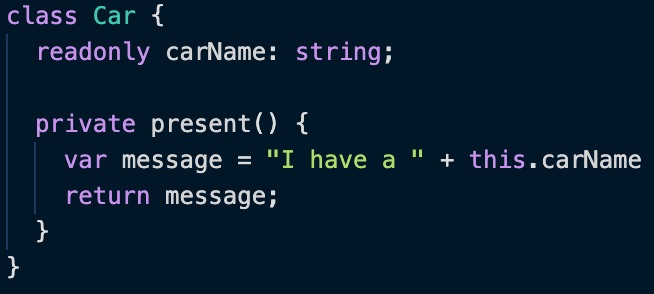 class Car {
readonly carName: string;
private present() {
var message = "I have a " + this.carName
return message;
}
}